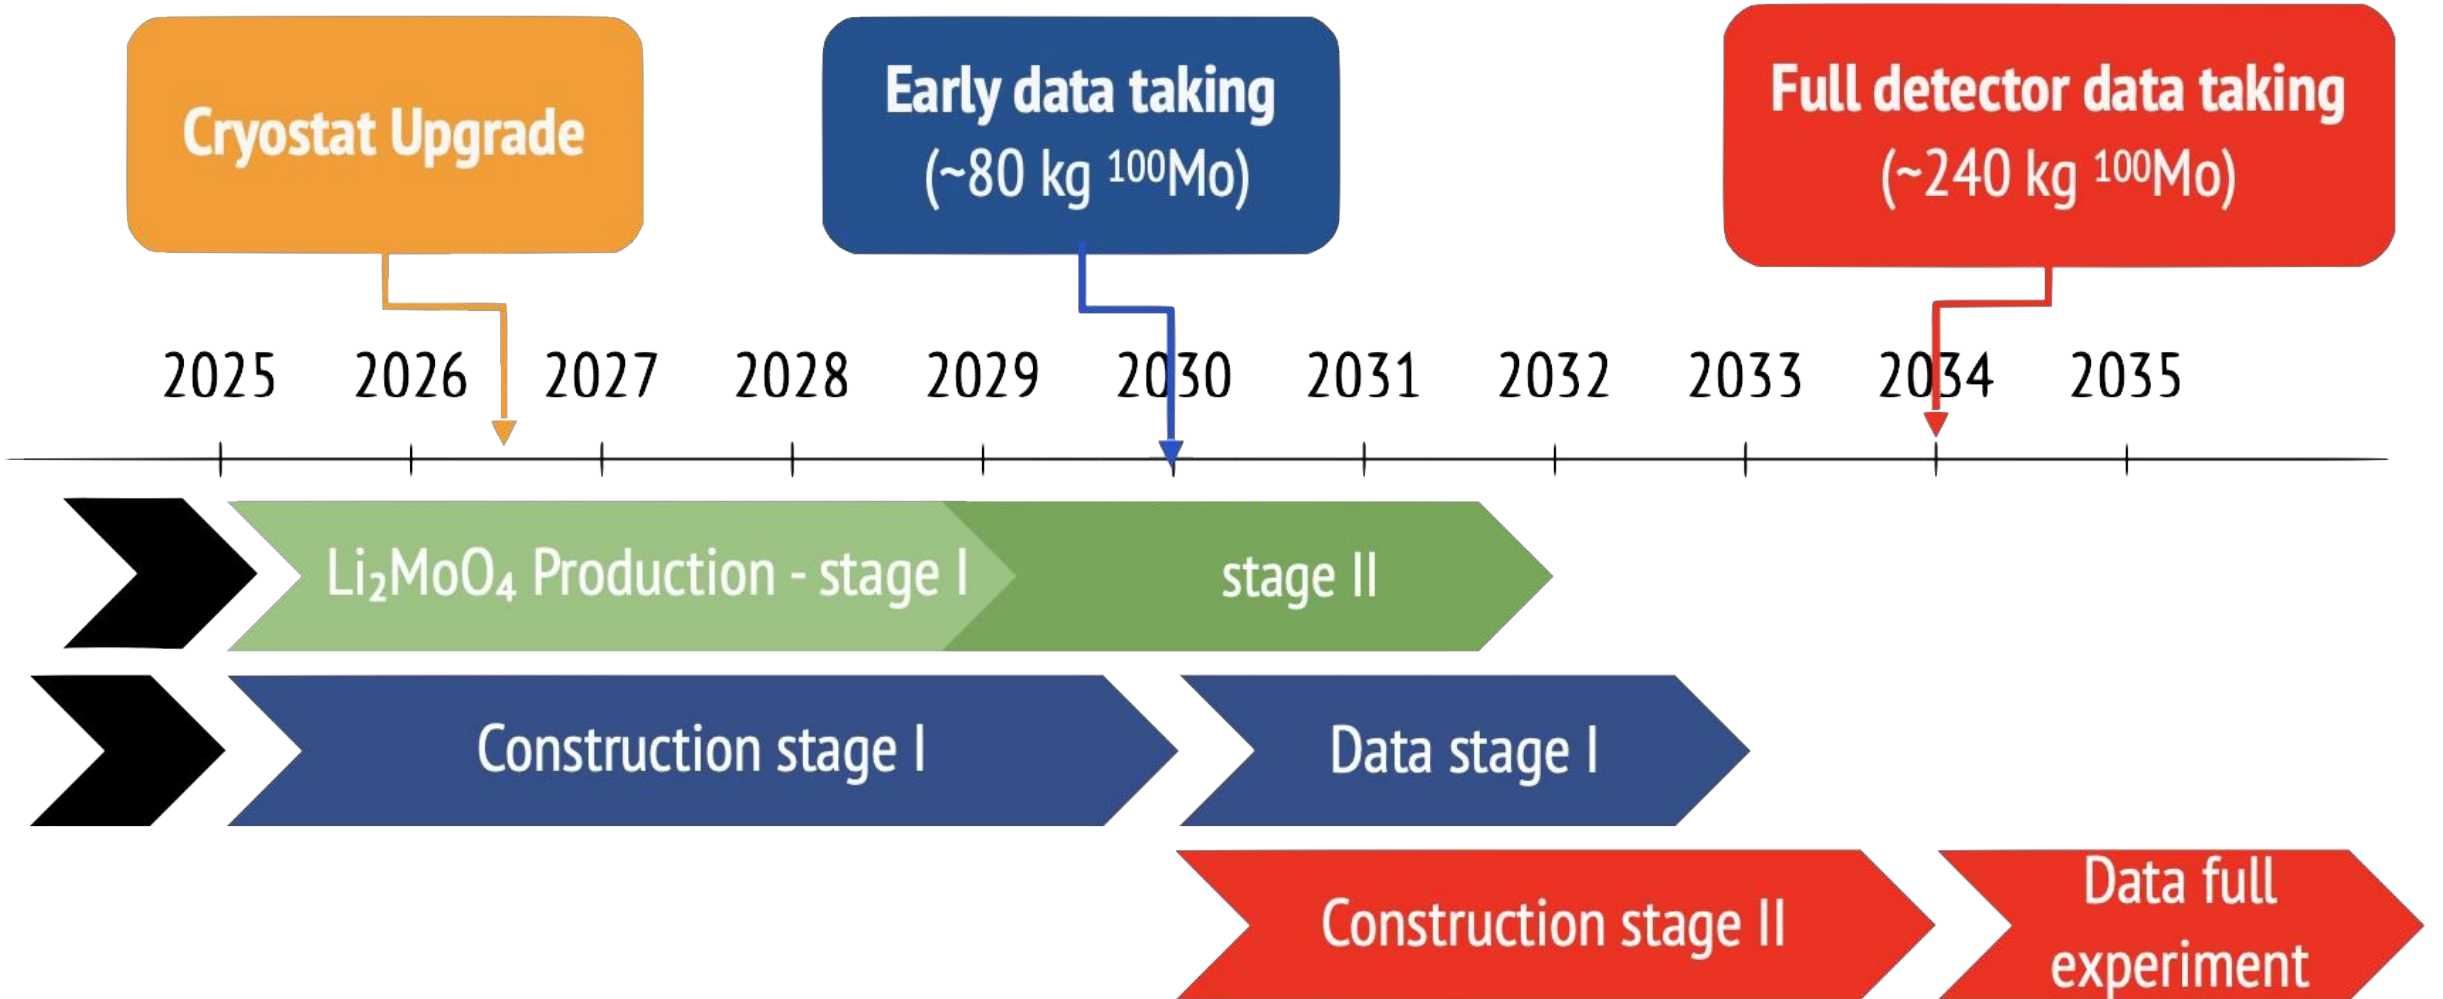 Cryostat Upgrade
Early data taking
(~80 kg ¹⁰⁰Mo)
Full detector data taking
(~240 kg ¹⁰⁰Mo)
2025 2026 2027 2028 2029 2030 2031 2032 2033 2034 2035
Li₂MoO₄ Production - stage I
stage II
Construction stage I
Data stage I
Construction stage II
Data full
experiment